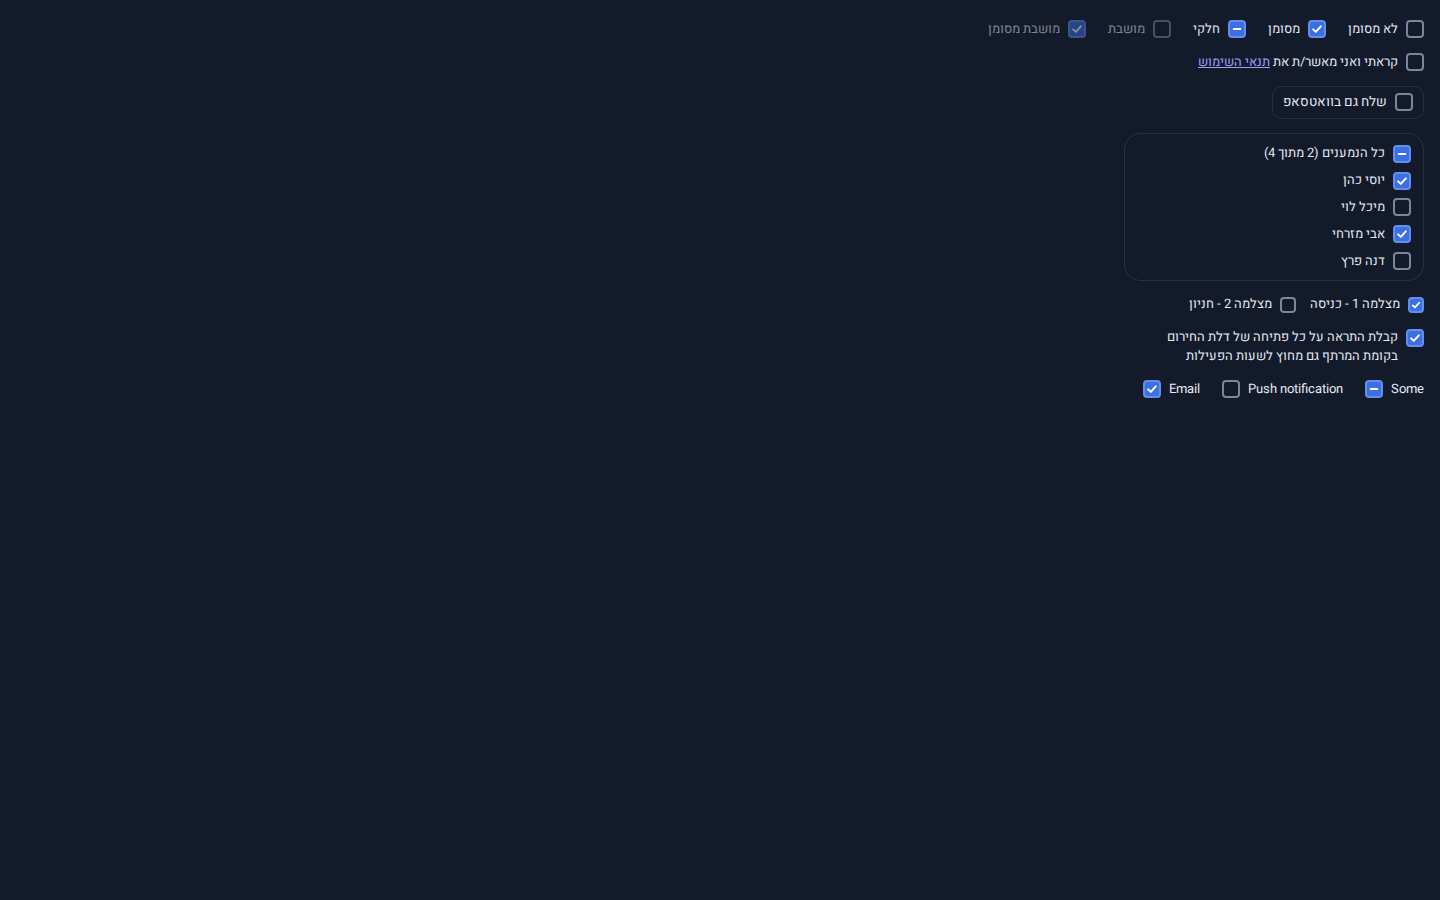 לא מסומן מסומן חלקי מושבת מושבת מסומן
קראתי ואני מאשר/ת את תנאי השימוש
שלח גם בוואטסאפ
כל הנמענים (2 מתוך 4)
יוסי כהן
מיכל לוי
אבי מזרחי
דנה פרץ
מצלמה 1 - כניסה מצלמה 2 - חניון
קבלת התראה על כל פתיחה של דלת החירום
בקומת המרתף גם מחוץ לשעות הפעילות
Email Push notification Some